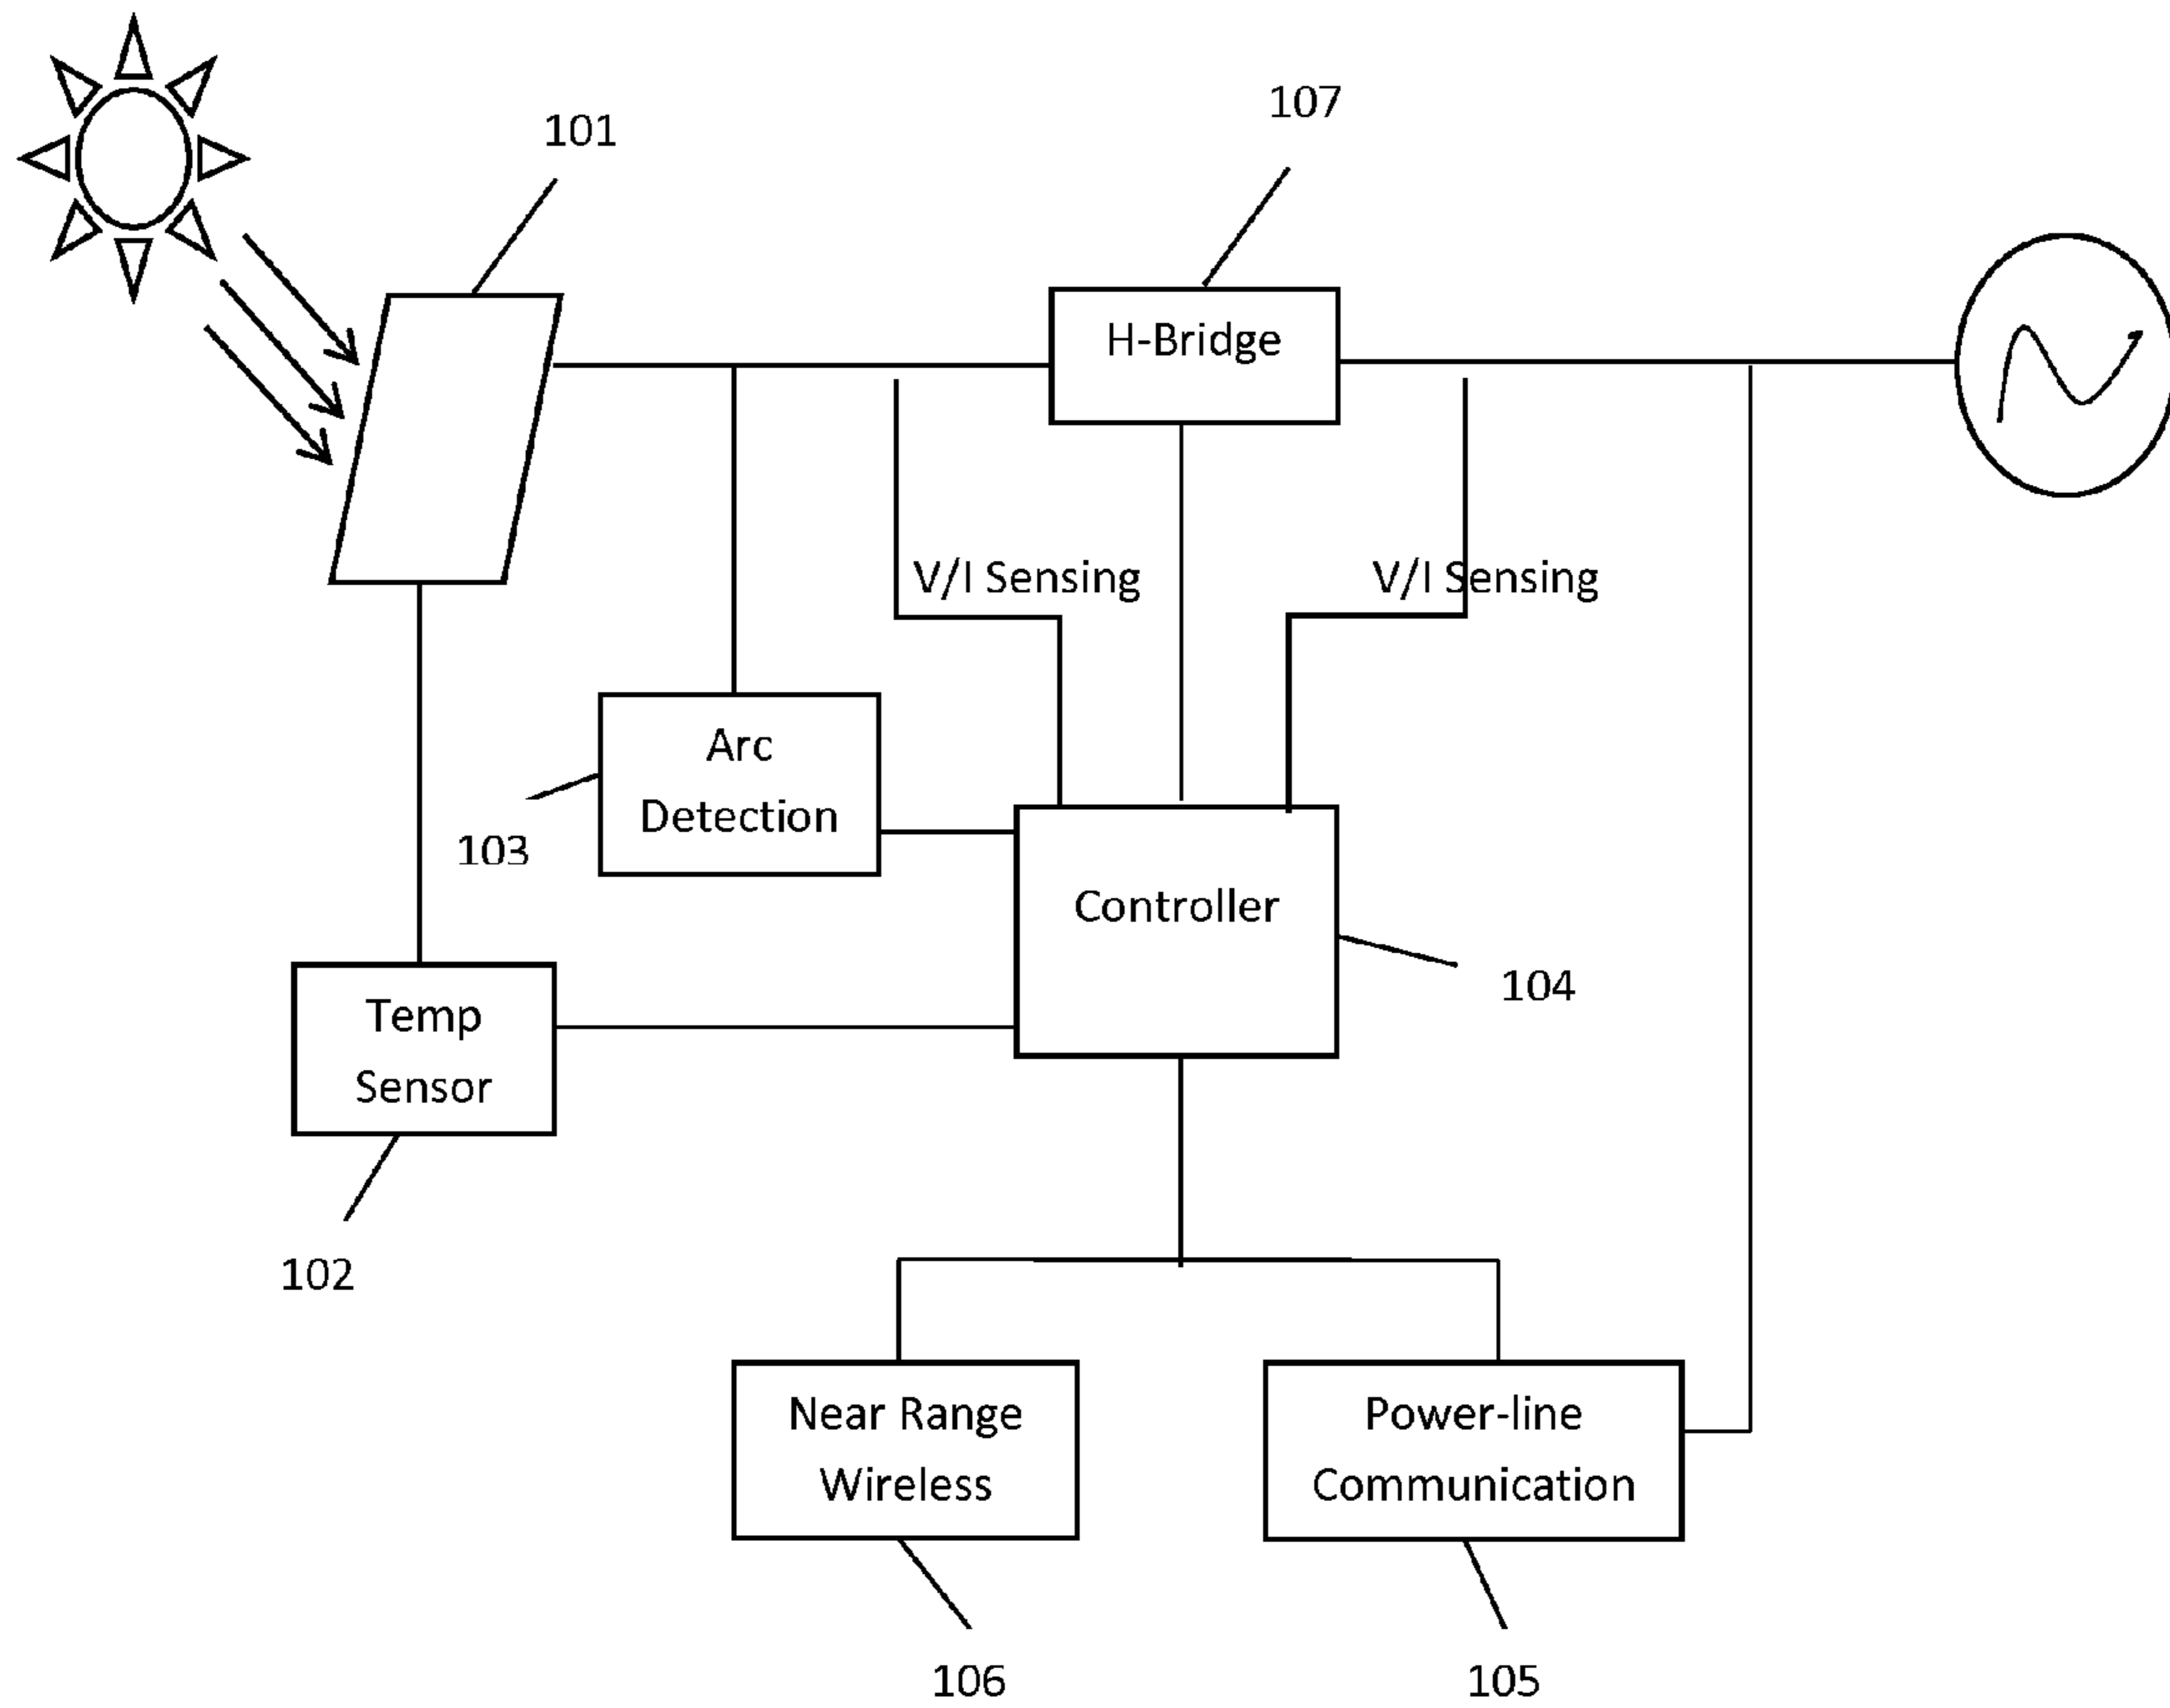 107
101
H-Bridge
V/I Sensing
V/I Sensing
Arc
Detection
103
Controller
104
Temp
Sensor
102
Near Range
Wireless
Power-line
Communication
106
105